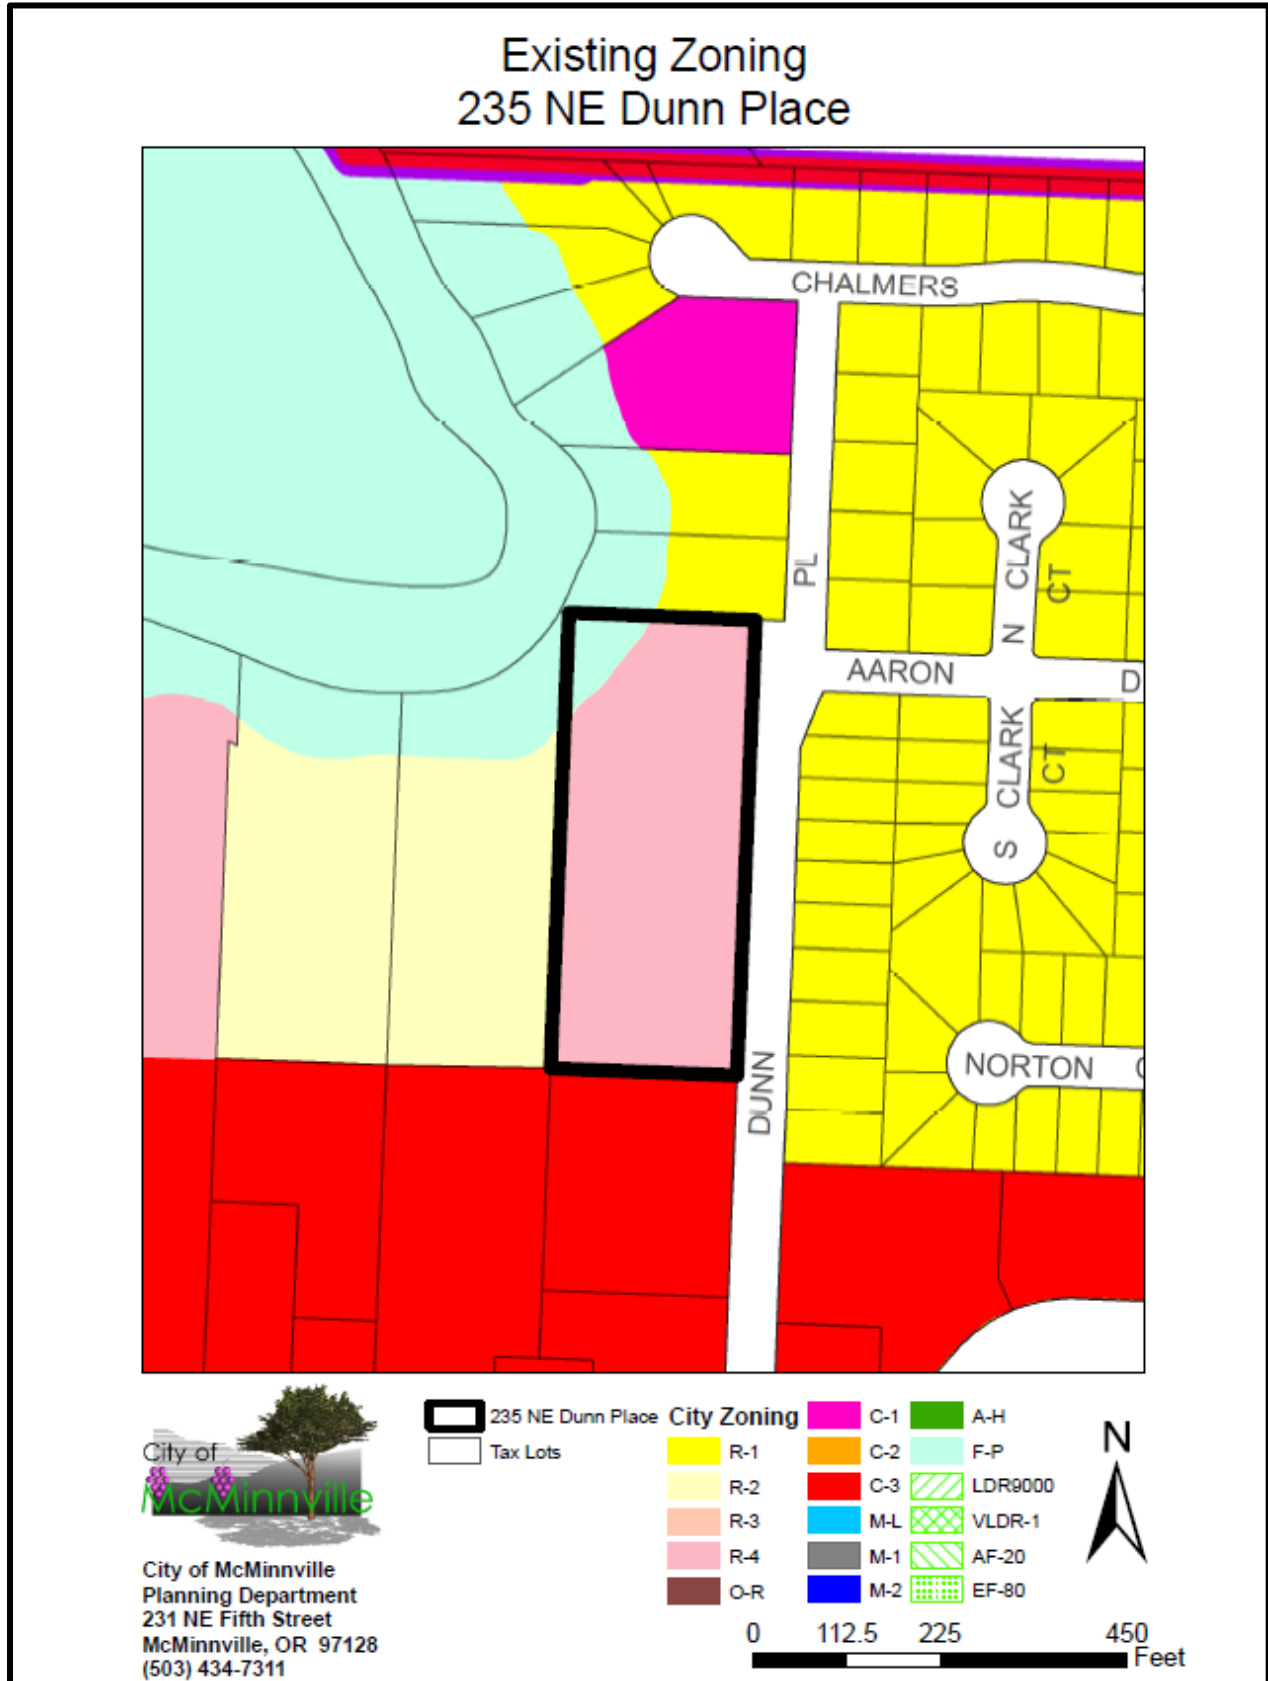 Existing Zoning
235 NE Dunn Place
CHALMERS
PL
N CLARK
CT
AARON
D
S CLARK
CT
DUNN
NORTON
City of
McMinnville
City of McMinnville
Planning Department
231 NE Fifth Street
McMinnville, OR 97128
(503) 434-7311
235 NE Dunn Place
Tax Lots
City Zoning
R-1
R-2
R-3
R-4
O-R
C-1
C-2
C-3
M-L
M-1
M-2
A-H
F-P
LDR9000
VLDR-1
AF-20
EF-80
N
0 112.5 225 450
Feet